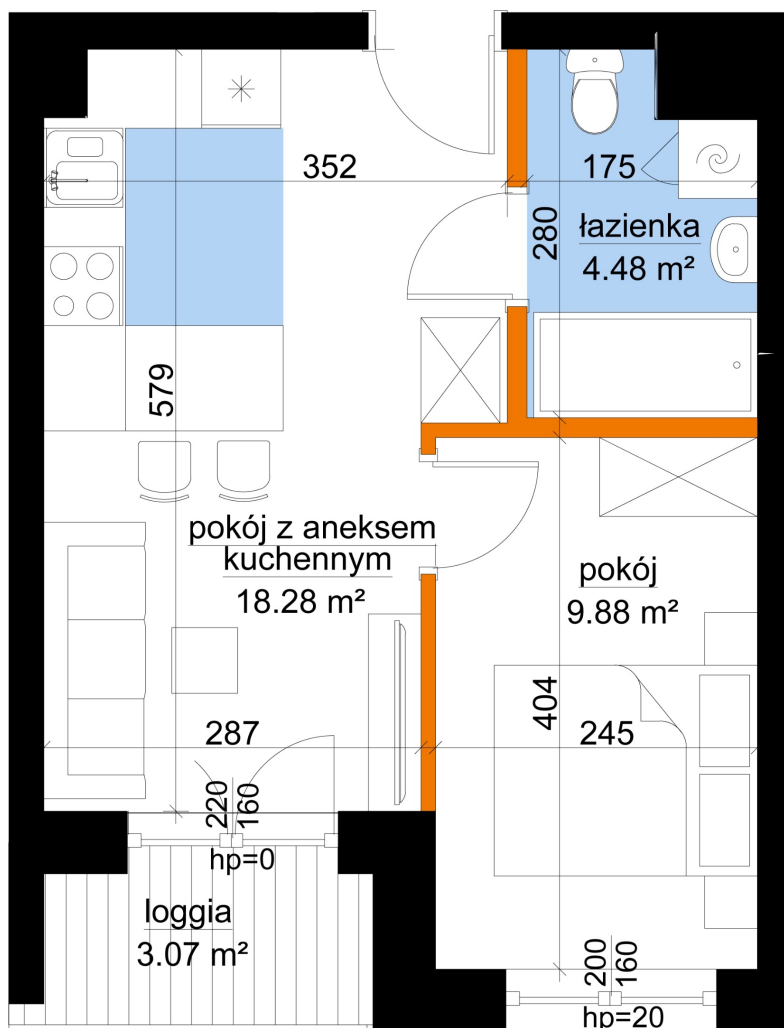 352
175
280
łazienka
4.48 m²
579
pokój z aneksem
kuchennym
18.28 m²
pokój
9.88 m²
404
287
245
220
160
hp=0
loggia
3.07 m²
200
160
hp=20